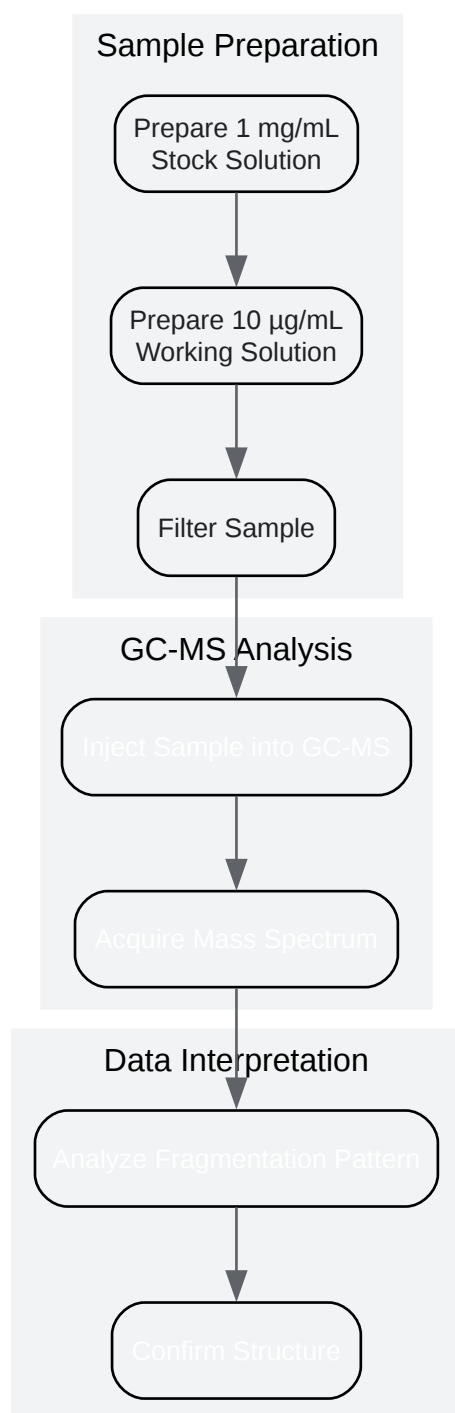 Sample Preparation
Prepare 1 mg/mL
Stock Solution
Prepare 10 µg/mL
Working Solution
Filter Sample
GC-MS Analysis
Inject Sample into GC-MS
Acquire Mass Spectrum
Data Interpretation
Analyze Fragmentation Pattern
Confirm Structure